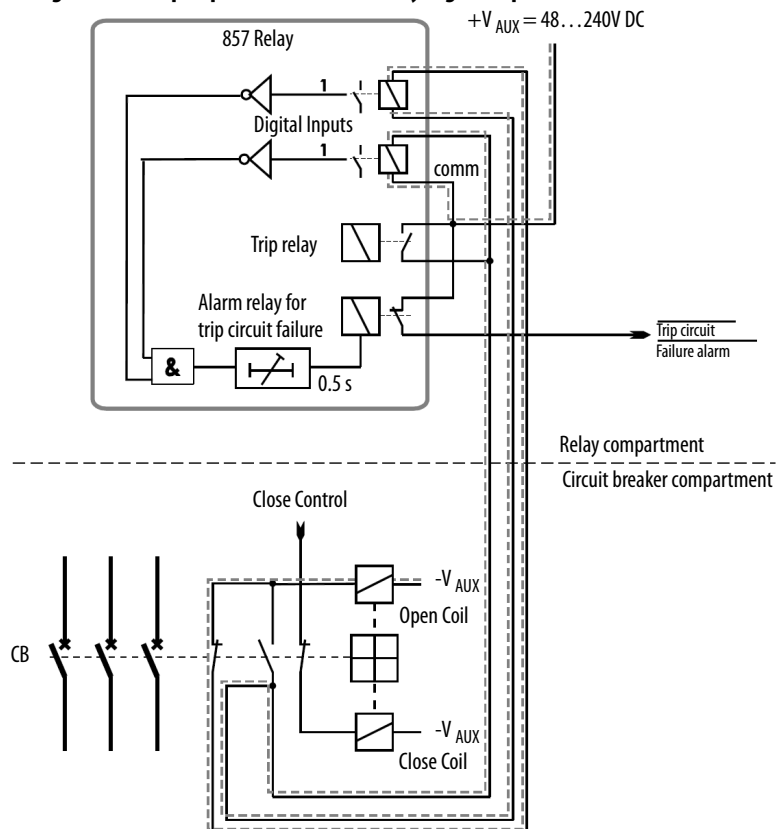 +V AUX = 48…240V DC
857 Relay
1
Digital Inputs
1
comm
Trip relay
Alarm relay for
trip circuit failure
Trip circuit
Failure alarm
&
0.5 s
Relay compartment
Circuit breaker compartment
Close Control
-V AUX
Open Coil
CB
-V AUX
Close Coil